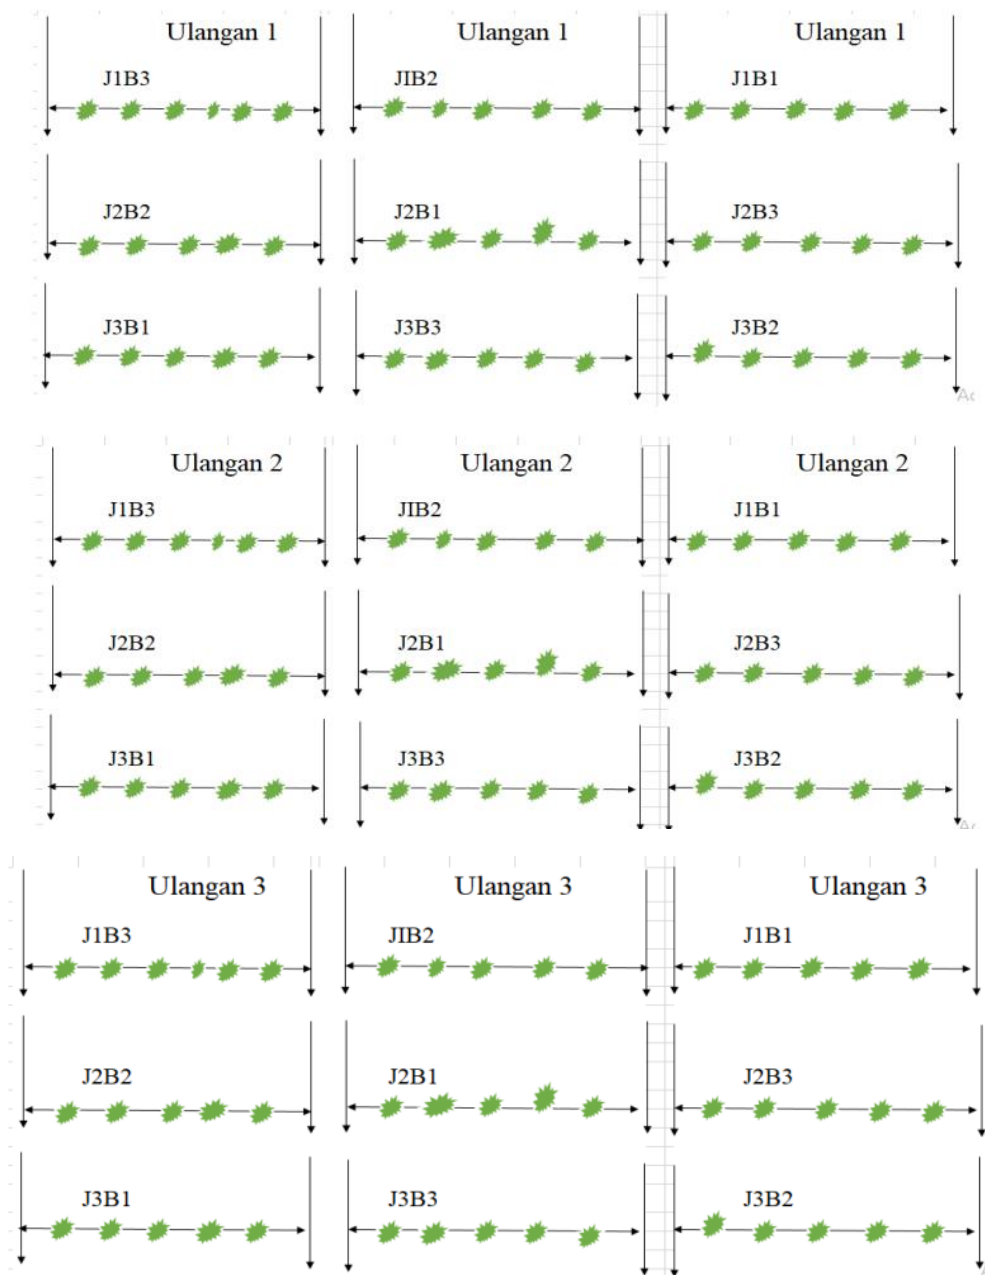 Ulangan 1 Ulangan 1 Ulangan 1
J1B3 JIB2 J1B1
J2B2 J2B1 J2B3
J3B1 J3B3 J3B2
Ac
Ulangan 2 Ulangan 2 Ulangan 2
J1B3 JIB2 J1B1
J2B2 J2B1 J2B3
J3B1 J3B3 J3B2
Ulangan 3 Ulangan 3 Ulangan 3
J1B3 JIB2 J1B1
J2B2 J2B1 J2B3
J3B1 J3B3 J3B2